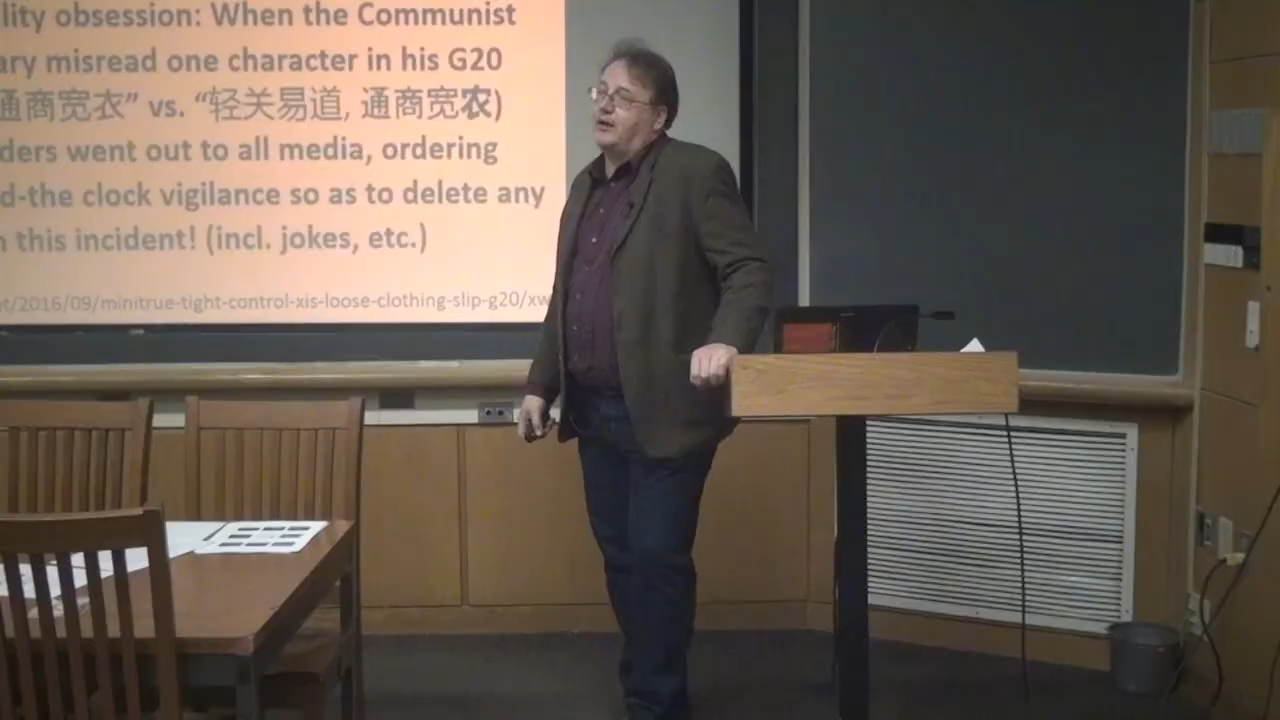 lity obsession: When the Communist
ary misread one character in his G20
通商宽衣” vs. “轻关易道, 通商宽农)
ders went out to all media, ordering
d-the clock vigilance so as to delete any
n this incident! (incl. jokes, etc.)
et/2016/09/minitrue-tight-control-xis-loose-clothing-slip-g20/xw